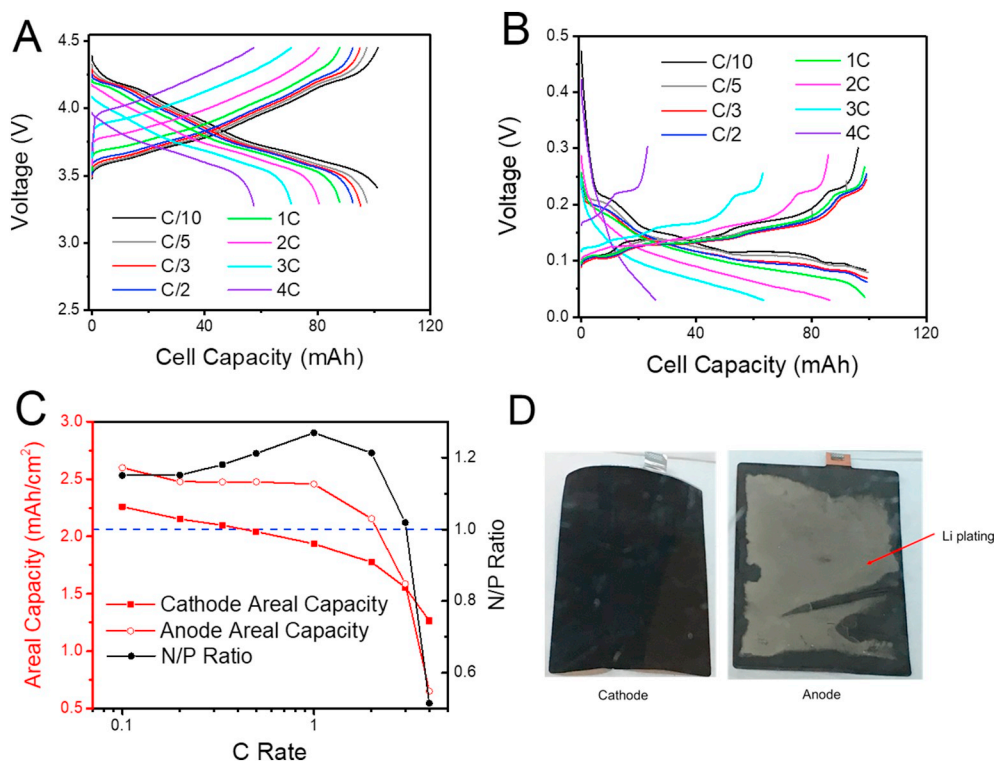 A
4.5
4.0
3.5
3.0
2.5
Voltage (V)
C/10
C/5
C/3
C/2
1C
2C
3C
4C
0
40
80
120
Cell Capacity (mAh)
B
0.5
0.4
0.3
0.2
0.1
0.0
Voltage (V)
C/10
C/5
C/3
C/2
1C
2C
3C
4C
0
40
80
120
Cell Capacity (mAh)
C
3.0
2.5
2.0
1.5
1.0
0.5
Areal Capacity (mAh/cm²)
Cathode Areal Capacity
Anode Areal Capacity
N/P Ratio
1.2
1.0
0.8
0.6
N/P Ratio
0.1
1
C Rate
D
Li plating
Cathode
Anode